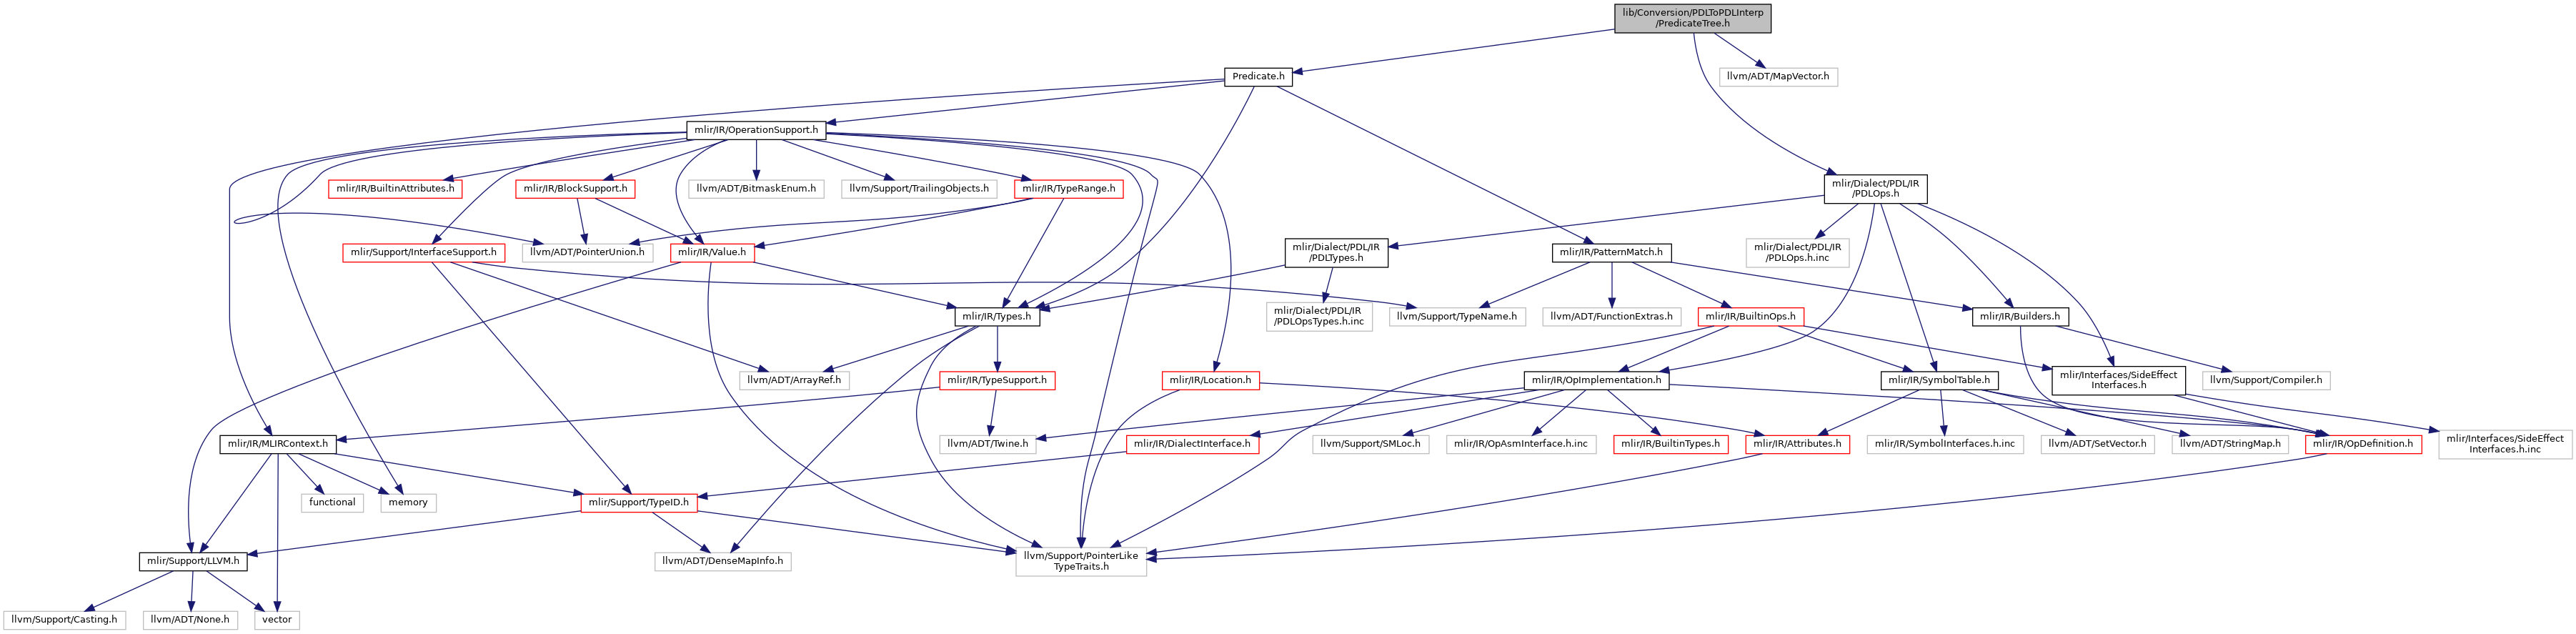 lib/Conversion/PDLToPDLInterp
/PredicateTree.h
Predicate.h
llvm/ADT/MapVector.h
mlir/IR/OperationSupport.h
mlir/IR/BuiltinAttributes.h
mlir/IR/BlockSupport.h
llvm/ADT/BitmaskEnum.h
llvm/Support/TrailingObjects.h
mlir/IR/TypeRange.h
mlir/Dialect/PDL/IR
/PDLOps.h
mlir/Support/InterfaceSupport.h
llvm/ADT/PointerUnion.h
mlir/IR/Value.h
mlir/Dialect/PDL/IR
/PDLTypes.h
mlir/IR/PatternMatch.h
mlir/Dialect/PDL/IR
/PDLOps.h.inc
mlir/IR/Types.h
mlir/Dialect/PDL/IR
/PDLOpsTypes.h.inc
llvm/Support/TypeName.h
llvm/ADT/FunctionExtras.h
mlir/IR/BuiltinOps.h
mlir/IR/Builders.h
llvm/ADT/ArrayRef.h
mlir/IR/TypeSupport.h
mlir/IR/Location.h
mlir/IR/OpImplementation.h
mlir/IR/SymbolTable.h
mlir/Interfaces/SideEffect
Interfaces.h
llvm/Support/Compiler.h
mlir/IR/MLIRContext.h
llvm/ADT/Twine.h
mlir/IR/DialectInterface.h
llvm/Support/SMLoc.h
mlir/IR/OpAsmInterface.h.inc
mlir/IR/BuiltinTypes.h
mlir/IR/Attributes.h
mlir/IR/SymbolInterfaces.h.inc
llvm/ADT/SetVector.h
llvm/ADT/StringMap.h
mlir/IR/OpDefinition.h
mlir/Interfaces/SideEffect
Interfaces.h.inc
functional
memory
mlir/Support/TypeID.h
mlir/Support/LLVM.h
llvm/ADT/DenseMapInfo.h
llvm/Support/PointerLike
TypeTraits.h
llvm/Support/Casting.h
llvm/ADT/None.h
vector